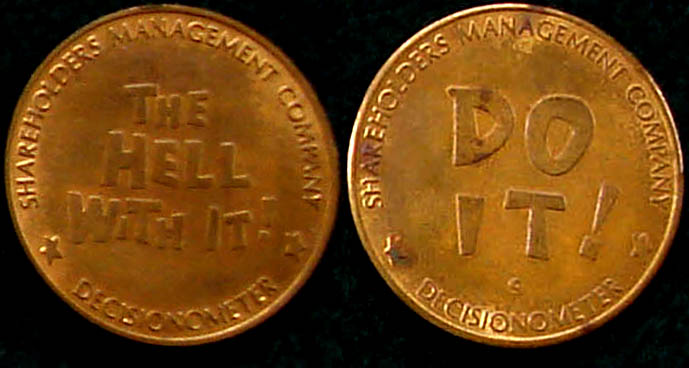 SHAREHOLDERS MANAGEMENT COMPANY
THE
HELL
WITH IT!
DECISIONOMETER
SHAREHOLDERS MANAGEMENT COMPANY
DO
IT!
DECISIONOMETER